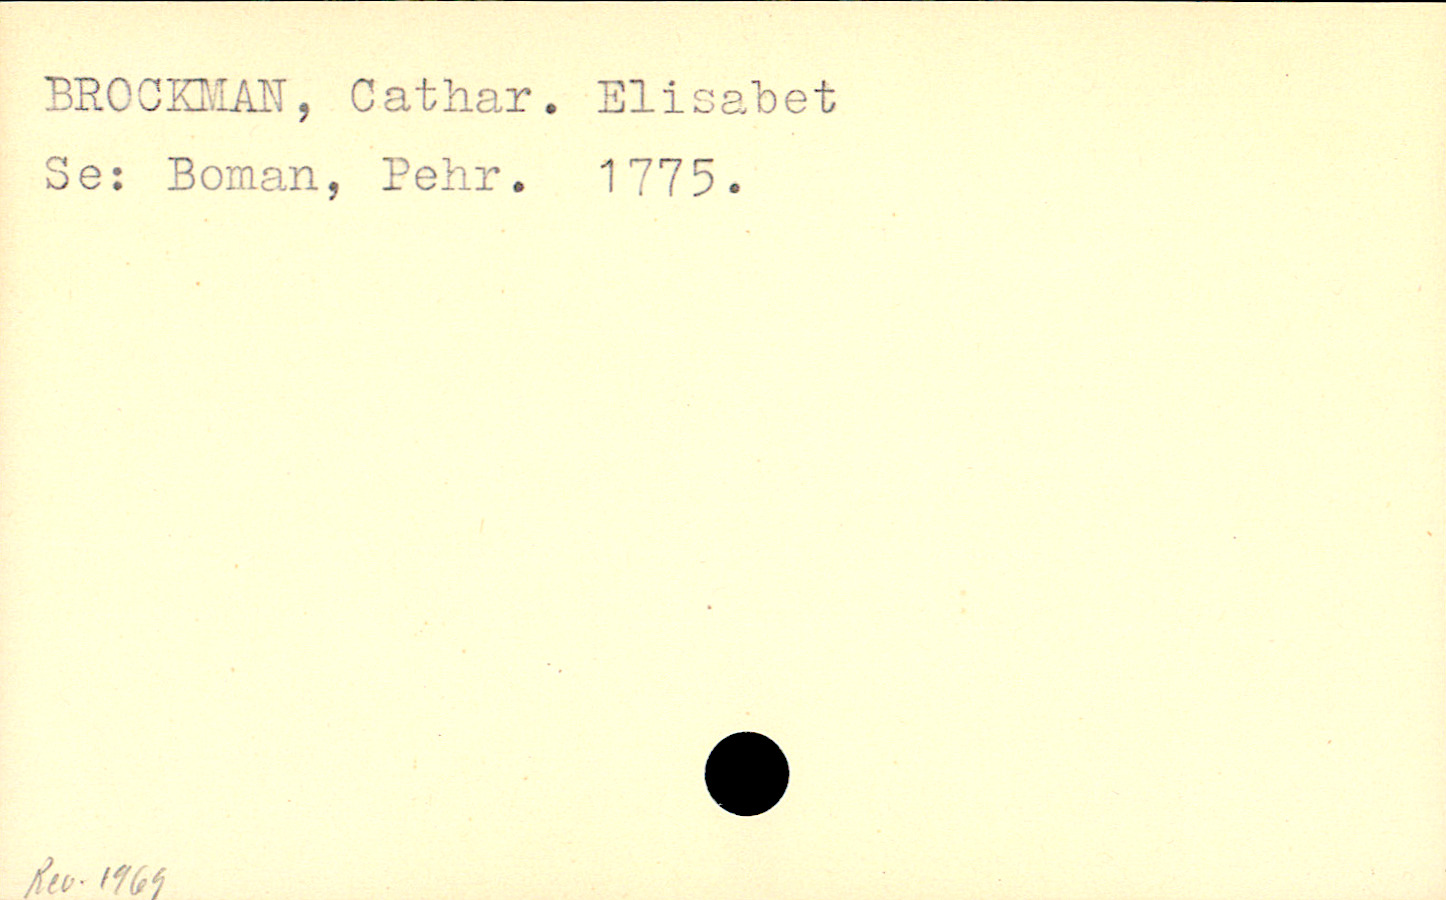 BROCKMAN, Cathar. Elisabet
Se: Boman, Pehr. 1775.
Rev. 1969